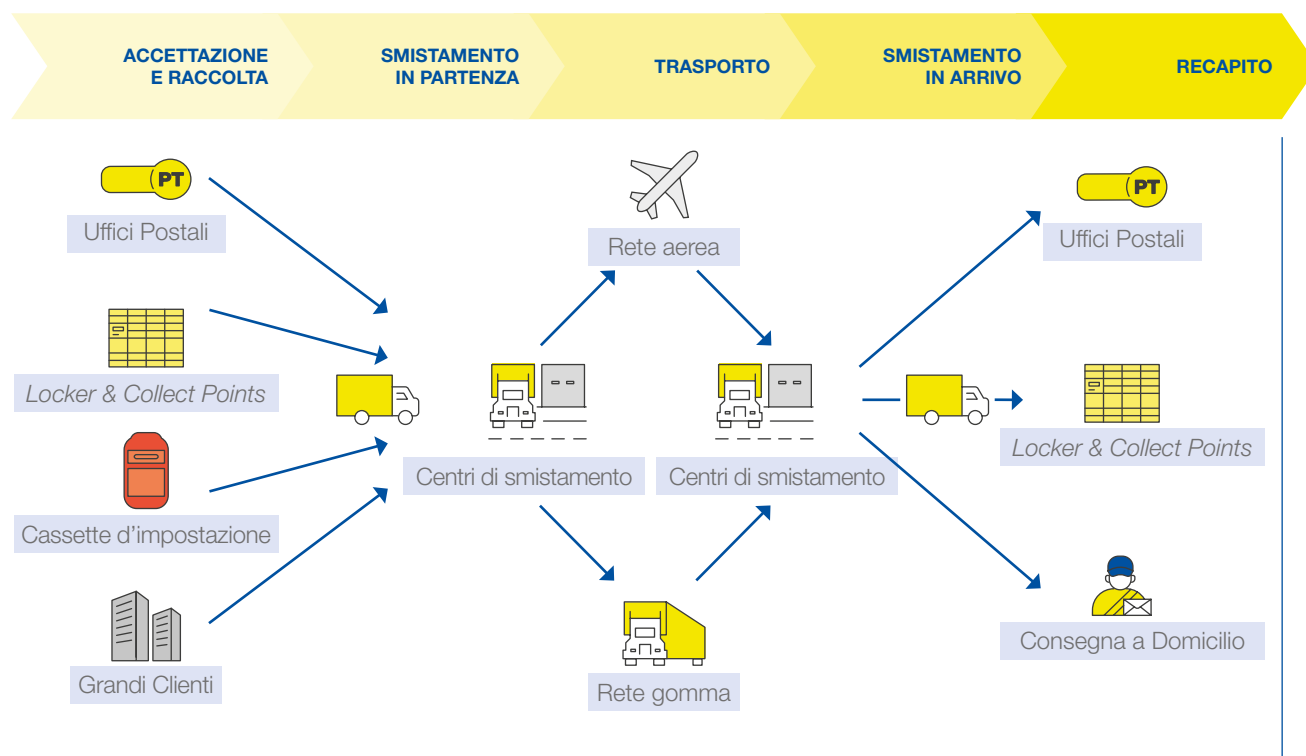 ACCETTAZIONE
E RACCOLTA
SMISTAMENTO
IN PARTENZA
TRASPORTO
SMISTAMENTO
IN ARRIVO
RECAPITO
PT
Uffici Postali
Rete aerea
PT
Uffici Postali
Locker & Collect Points
Locker & Collect Points
Centri di smistamento
Centri di smistamento
Cassette d’impostazione
Consegna a Domicilio
Grandi Clienti
Rete gomma